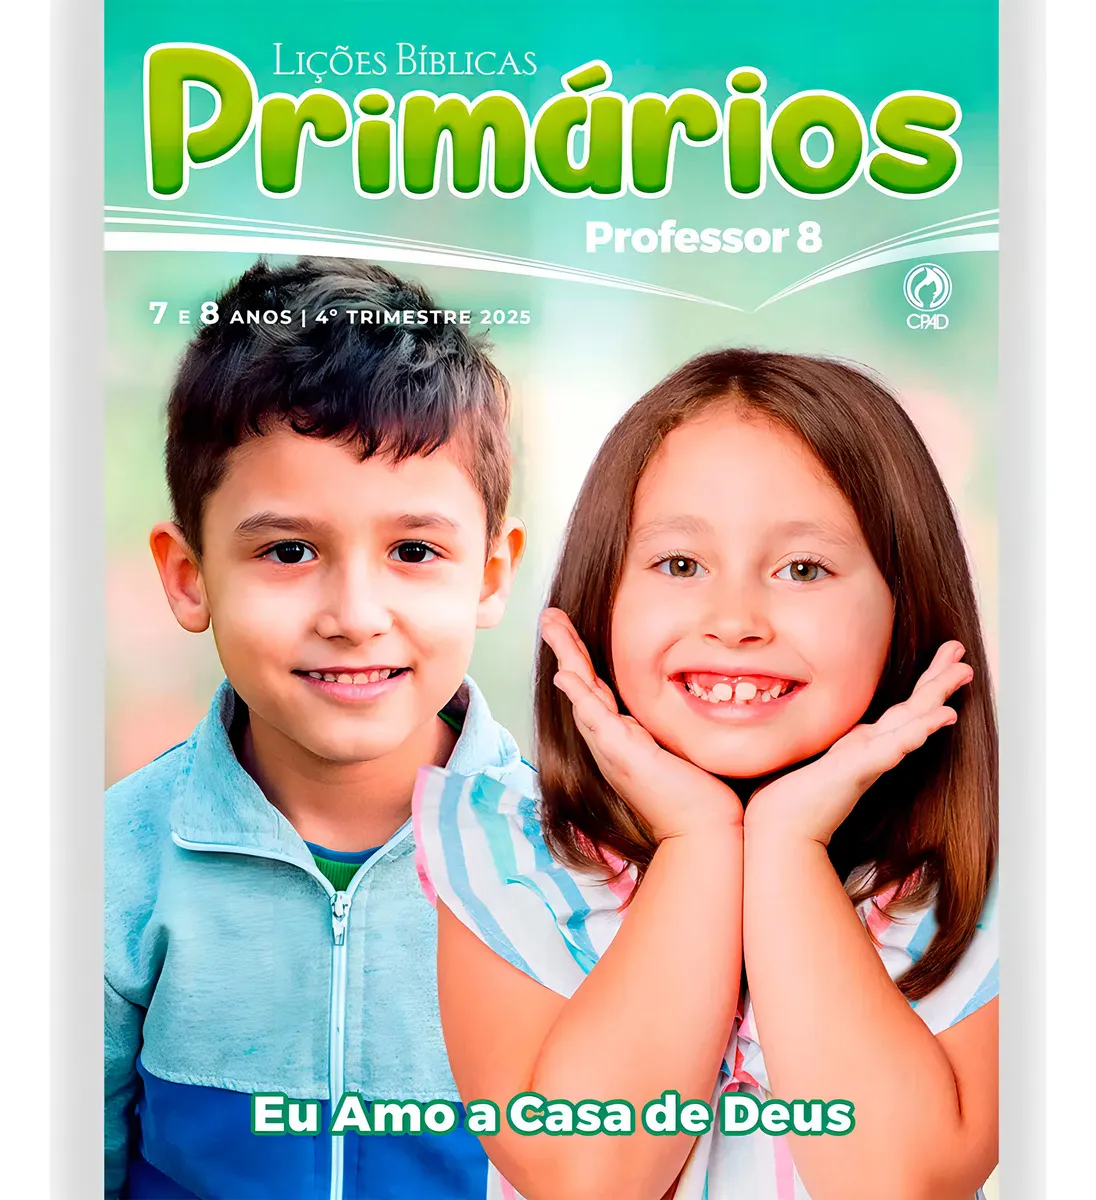 LIÇÕES BÍBLICAS
Primários
Professor 8
7 E 8 ANOS | 4º TRIMESTRE 2025
CPAD
Eu Amo a Casa de Deus